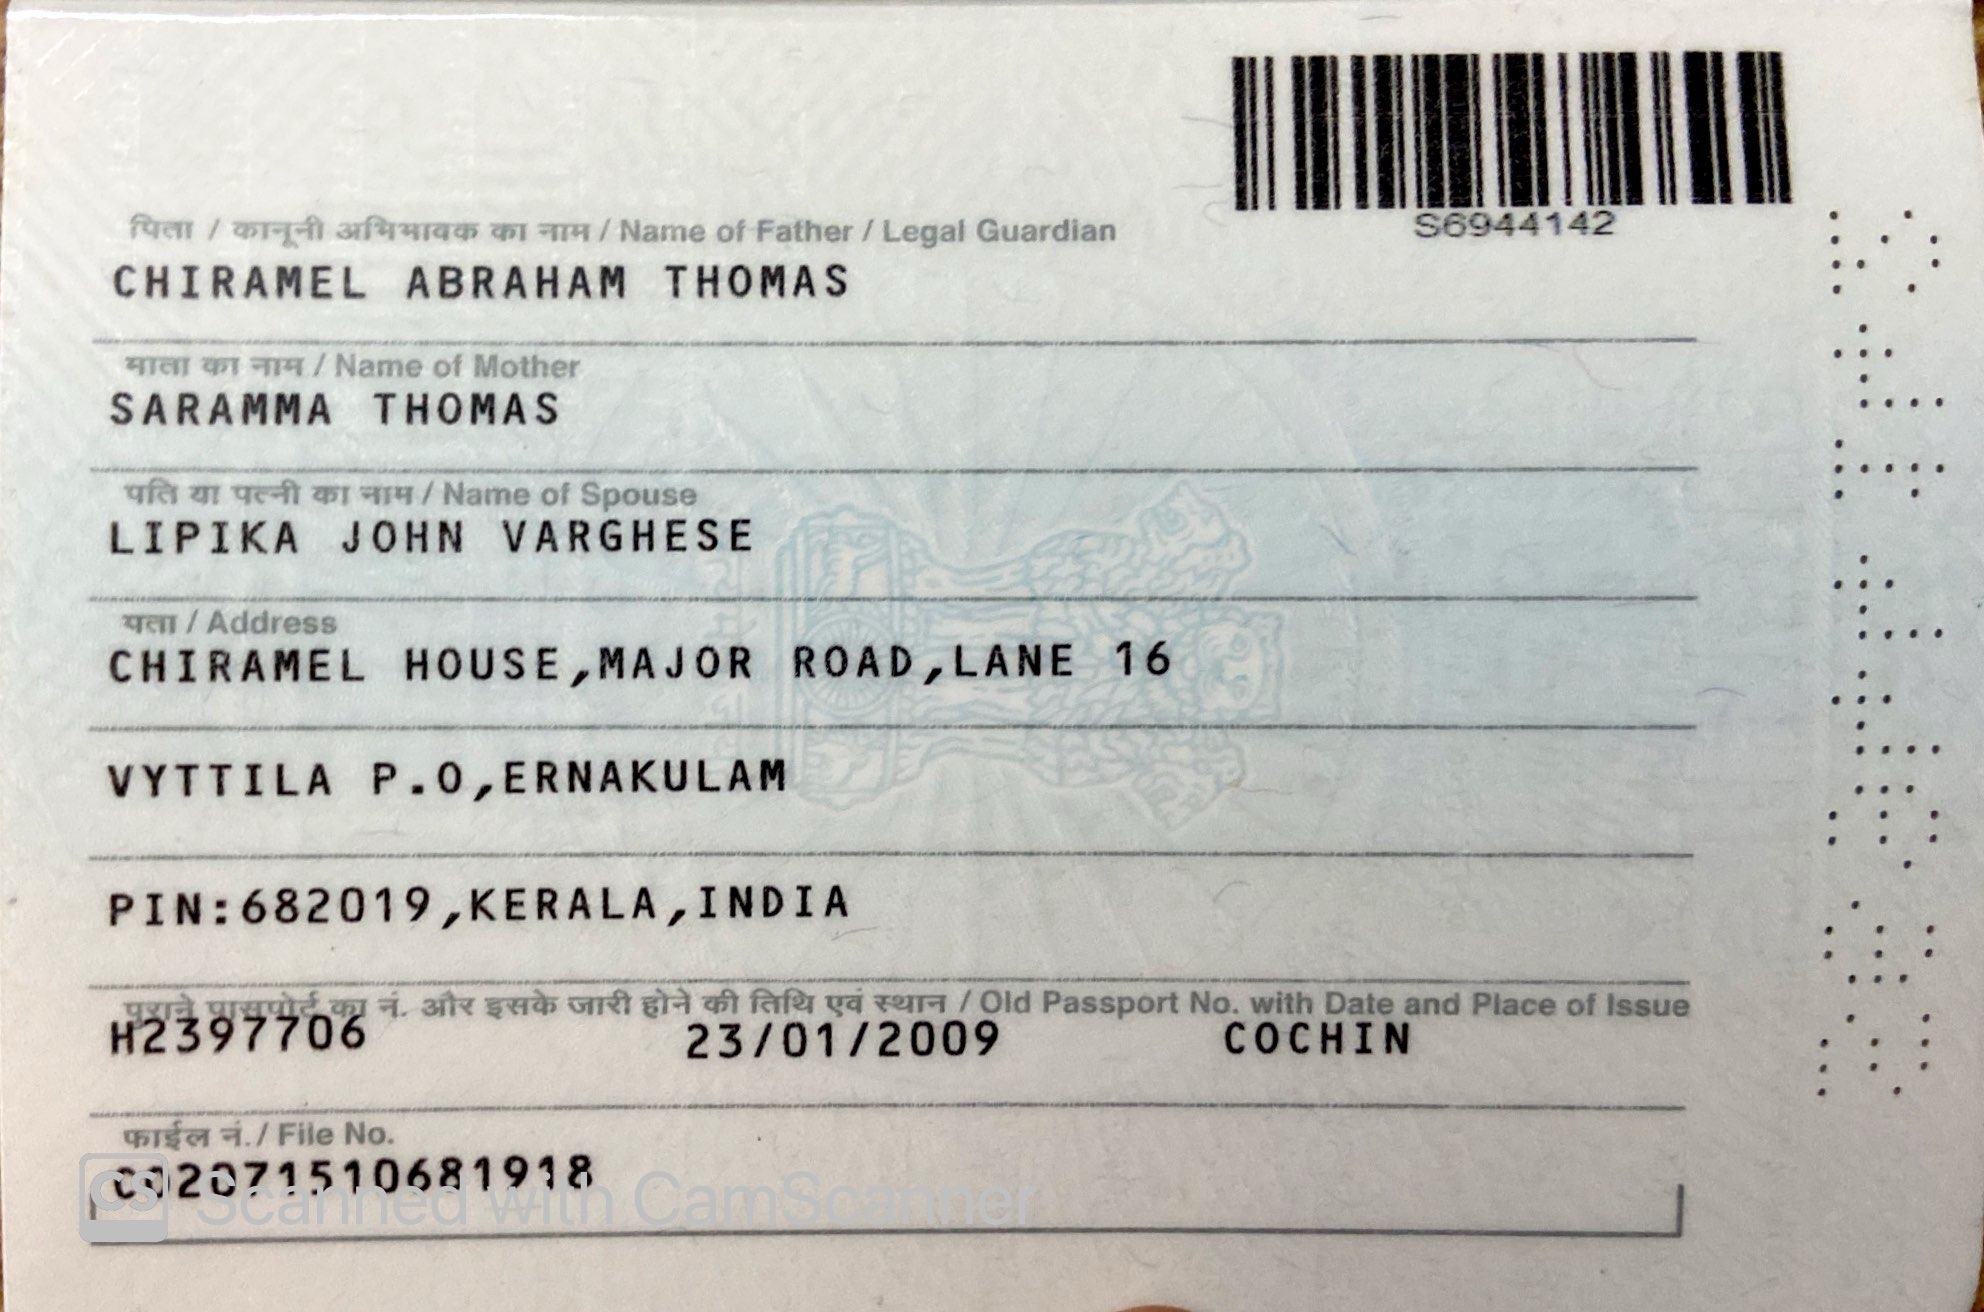 S6944142
पिता / कानूनी अभिभावक का नाम / Name of Father / Legal Guardian
CHIRAMEL ABRAHAM THOMAS
माता का नाम / Name of Mother
SARAMMA THOMAS
पति या पत्नी का नाम / Name of Spouse
LIPIKA JOHN VARGHESE
पता / Address
CHIRAMEL HOUSE,MAJOR ROAD,LANE 16
VYTTILA P.O,ERNAKULAM
PIN:682019,KERALA,INDIA
पुराने पासपोर्ट का नं. और इसके जारी होने की तिथि एवं स्थान / Old Passport No. with Date and Place of Issue
H2397706 23/01/2009 COCHIN
फाईल नं. / File No.
CO2071510681918
CS Scanned with CamScanner